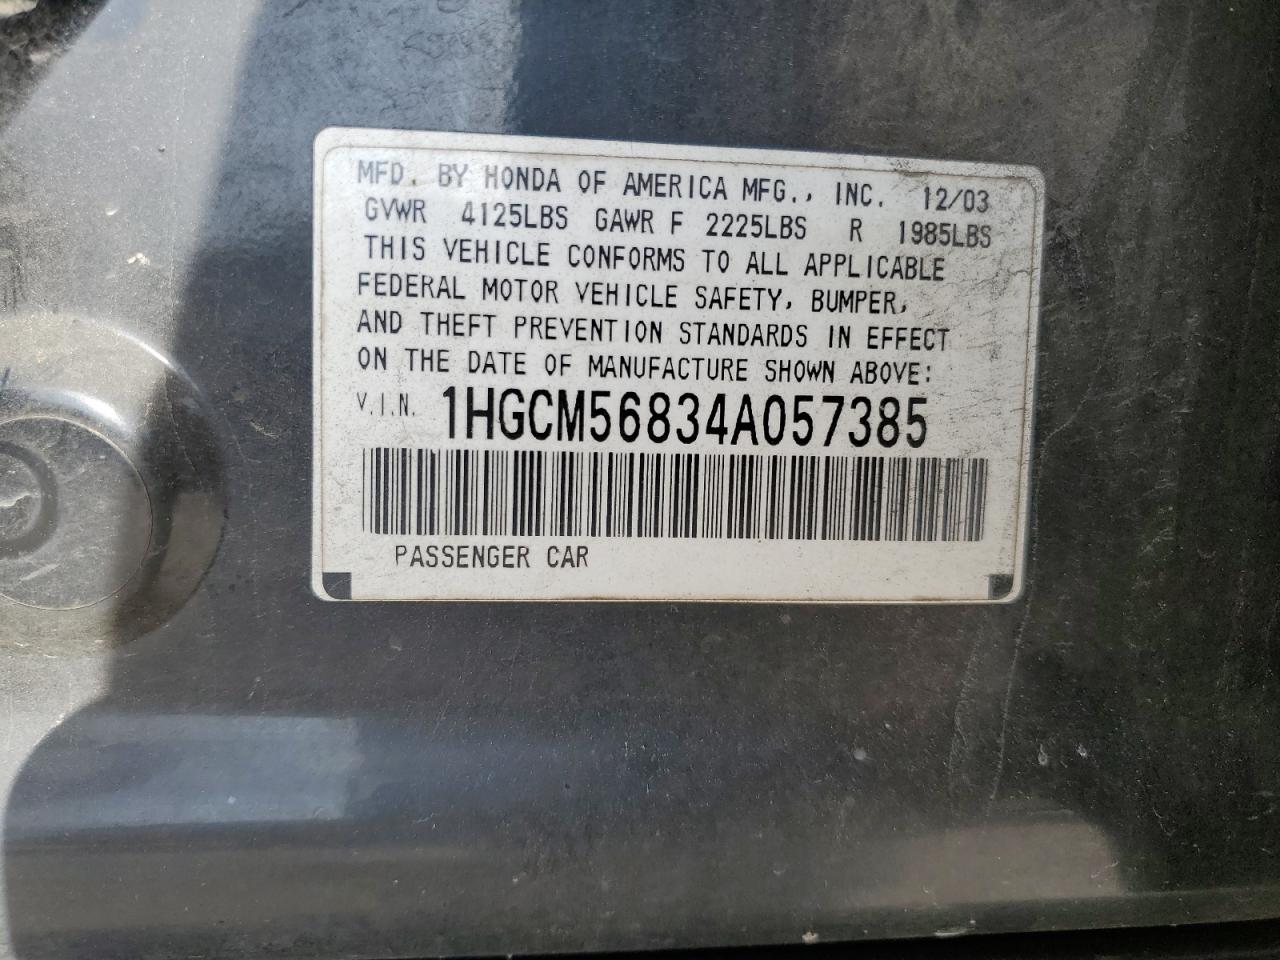 MFD. BY HONDA OF AMERICA MFG., INC. 12/03
GVWR 4125LBS GAWR F 2225LBS R 1985LBS
THIS VEHICLE CONFORMS TO ALL APPLICABLE
FEDERAL MOTOR VEHICLE SAFETY, BUMPER,
AND THEFT PREVENTION STANDARDS IN EFFECT
ON THE DATE OF MANUFACTURE SHOWN ABOVE:
V.I.N. 1HGCM56834A057385
PASSENGER CAR